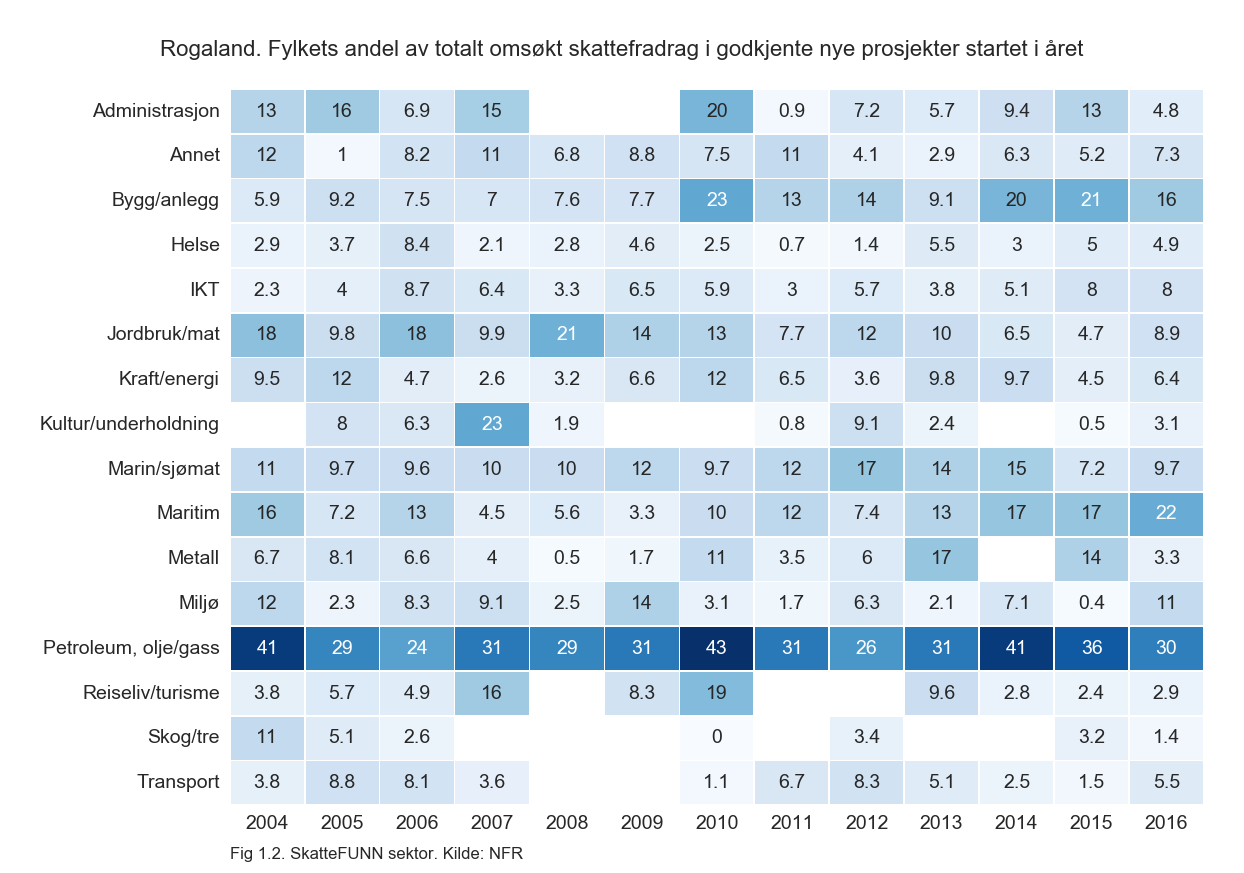 Rogaland. Fylkets andel av totalt omsøkt skattefradrag i godkjente nye prosjekter startet i året
Administrasjon 13 16 6.9 15 20 0.9 7.2 5.7 9.4 13 4.8
Annet 12 1 8.2 11 6.8 8.8 7.5 11 4.1 2.9 6.3 5.2 7.3
Bygg/anlegg 5.9 9.2 7.5 7 7.6 7.7 23 13 14 9.1 20 21 16
Helse 2.9 3.7 8.4 2.1 2.8 4.6 2.5 0.7 1.4 5.5 3 5 4.9
IKT 2.3 4 8.7 6.4 3.3 6.5 5.9 3 5.7 3.8 5.1 8 8
Jordbruk/mat 18 9.8 18 9.9 21 14 13 7.7 12 10 6.5 4.7 8.9
Kraft/energi 9.5 12 4.7 2.6 3.2 6.6 12 6.5 3.6 9.8 9.7 4.5 6.4
Kultur/underholdning 8 6.3 23 1.9 0.8 9.1 2.4 0.5 3.1
Marin/sjømat 11 9.7 9.6 10 10 12 9.7 12 17 14 15 7.2 9.7
Maritim 16 7.2 13 4.5 5.6 3.3 10 12 7.4 13 17 17 22
Metall 6.7 8.1 6.6 4 0.5 1.7 11 3.5 6 17 14 3.3
Miljø 12 2.3 8.3 9.1 2.5 14 3.1 1.7 6.3 2.1 7.1 0.4 11
Petroleum, olje/gass 41 29 24 31 29 31 43 31 26 31 41 36 30
Reiseliv/turisme 3.8 5.7 4.9 16 8.3 19 9.6 2.8 2.4 2.9
Skog/tre 11 5.1 2.6 0 3.4 3.2 1.4
Transport 3.8 8.8 8.1 3.6 1.1 6.7 8.3 5.1 2.5 1.5 5.5
2004 2005 2006 2007 2008 2009 2010 2011 2012 2013 2014 2015 2016
Fig 1.2. SkatteFUNN sektor. Kilde: NFR